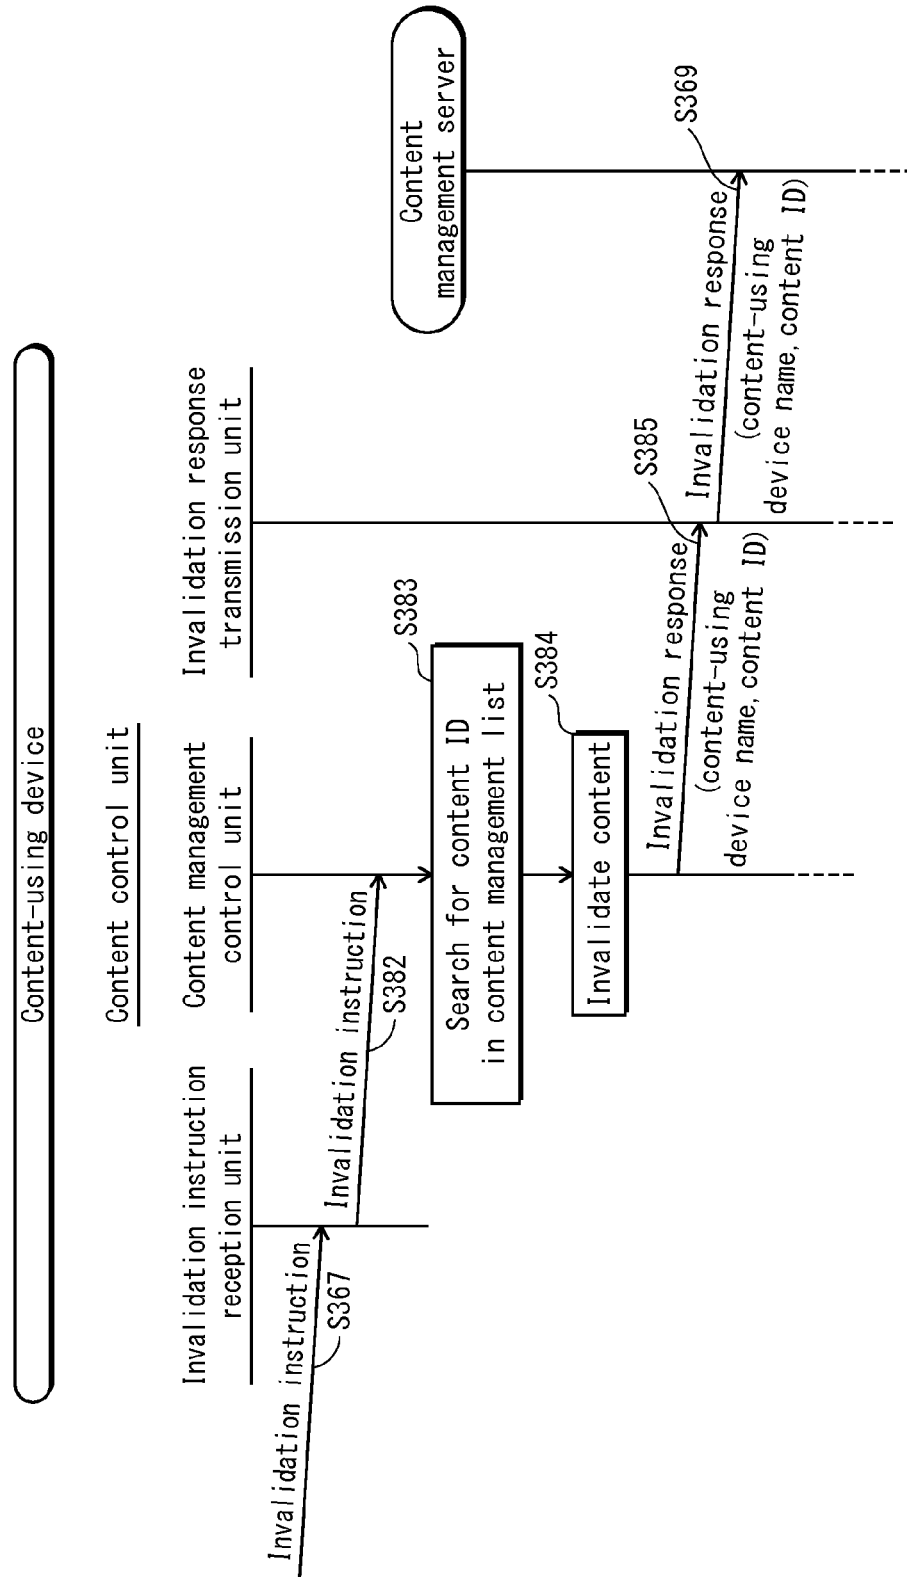 Content-using device
Content control unit
Invalidation instruction
reception unit
Content management
control unit
Invalidation response
transmission unit
Content
management server
Invalidation instruction
S367
Invalidation instruction
S382
Search for content ID
in content management list
S383
Invalidate content
S384
Invalidation response
(content-using
device name, content ID)
S385
Invalidation response
(content-using
device name, content ID)
S369